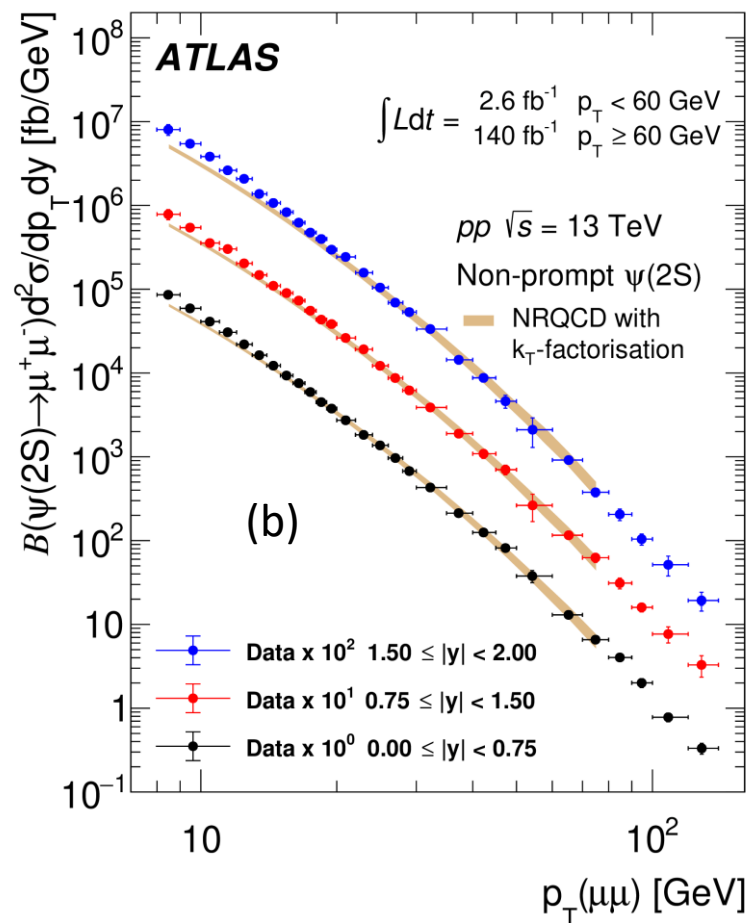 ATLAS
∫Ldt = 2.6 fb⁻¹ p_T < 60 GeV
140 fb⁻¹ p_T ≥ 60 GeV
pp √s = 13 TeV
Non-prompt ψ(2S)
NRQCD with
k_T-factorisation
(b)
Data x 10² 1.50 ≤ |y| < 2.00
Data x 10¹ 0.75 ≤ |y| < 1.50
Data x 10⁰ 0.00 ≤ |y| < 0.75
B(ψ(2S)→μ⁺μ⁻)d²σ/dp_T dy [fb/GeV]
10⁸
10⁷
10⁶
10⁵
10⁴
10³
10²
10
1
10⁻¹
10
10²
p_T(μμ) [GeV]